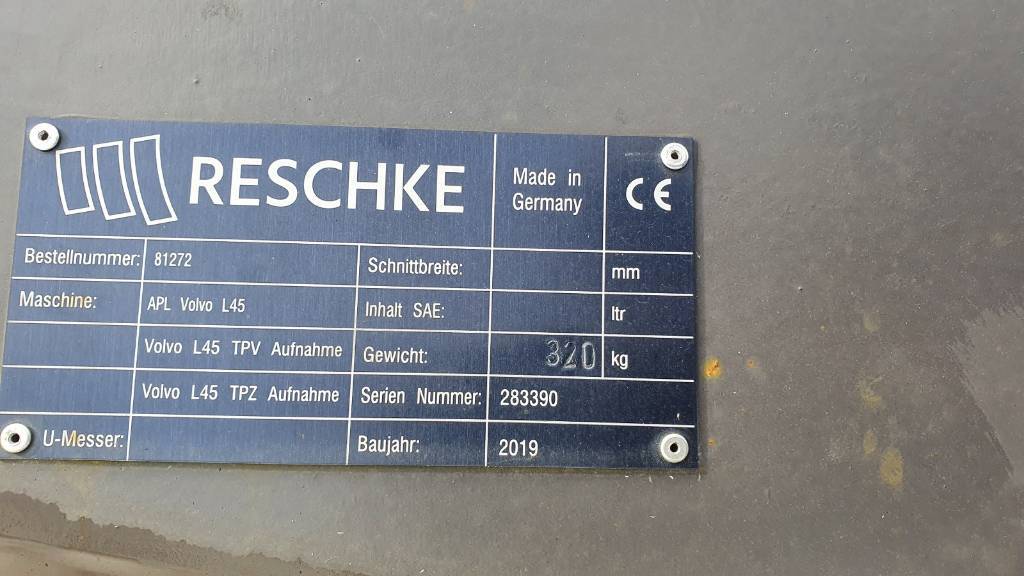 RESCHKE
Made in
Germany
CE
Bestellnummer: 81272 Schnittbreite: mm
Maschine: APL Volvo L45 Inhalt SAE: ltr
Volvo L45 TPV Aufnahme Gewicht: 320 kg
Volvo L45 TPZ Aufnahme Serien Nummer: 283390
U-Messer: Baujahr: 2019